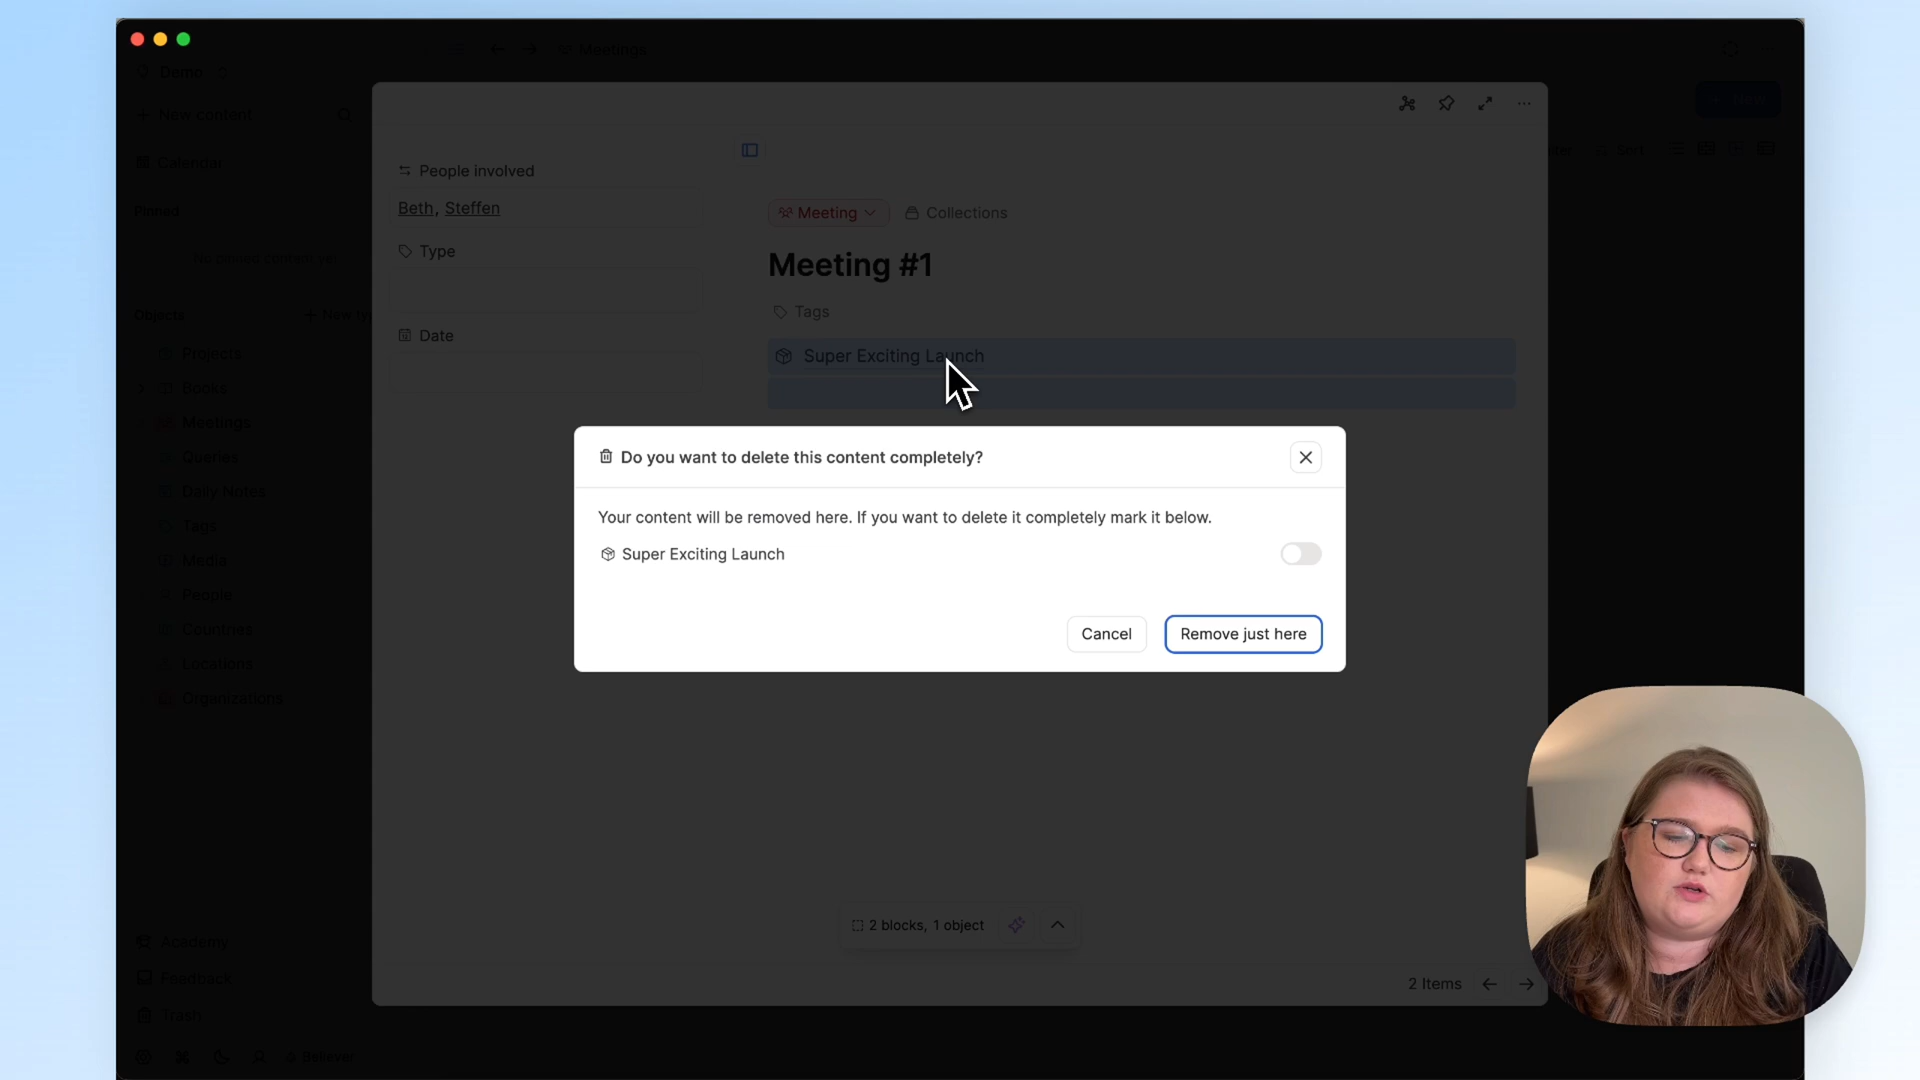 Meetings
Demo
New content
Calendar
Pinned
No pinned content yet
Objects
New ty
Projects
Books
Meetings
Queries
Daily Notes
Tags
Media
People
Countries
Locations
Organizations
Academy
Feedback
Trash
Believer
Sort
New
People involved
Beth, Steffen
Type
Date
Meeting
Collections
Meeting #1
Tags
Super Exciting Launch
Do you want to delete this content completely?
Your content will be removed here. If you want to delete it completely mark it below.
Super Exciting Launch
Cancel
Remove just here
2 blocks, 1 object
2 Items